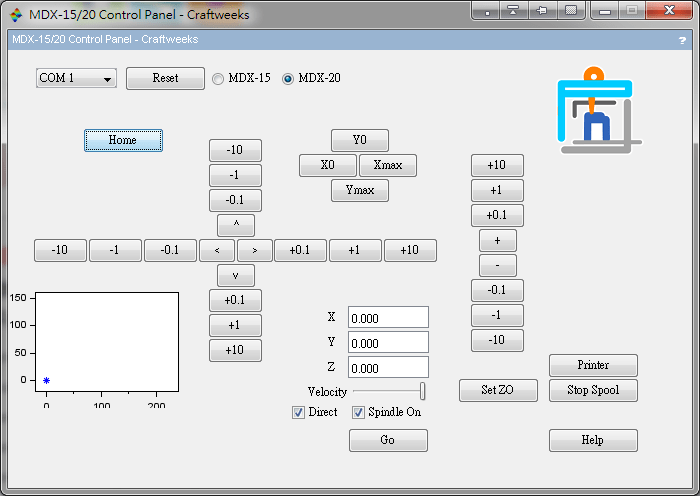 MDX-15/20 Control Panel - Craftweeks
MDX-15/20 Control Panel - Craftweeks ?
COM 1 Reset MDX-15 MDX-20
Home
Y0
X0 Xmax
Ymax
-10
-1
-0.1
^
-10 -1 -0.1 < > +0.1 +1 +10
v
+0.1
+1
+10
+10
+1
+0.1
+
-
-0.1
-1
-10
150
100
50
0
0 100 200
X 0.000
Y 0.000
Z 0.000
Velocity
Direct Spindle On
Go
Set ZO
Printer
Stop Spool
Help